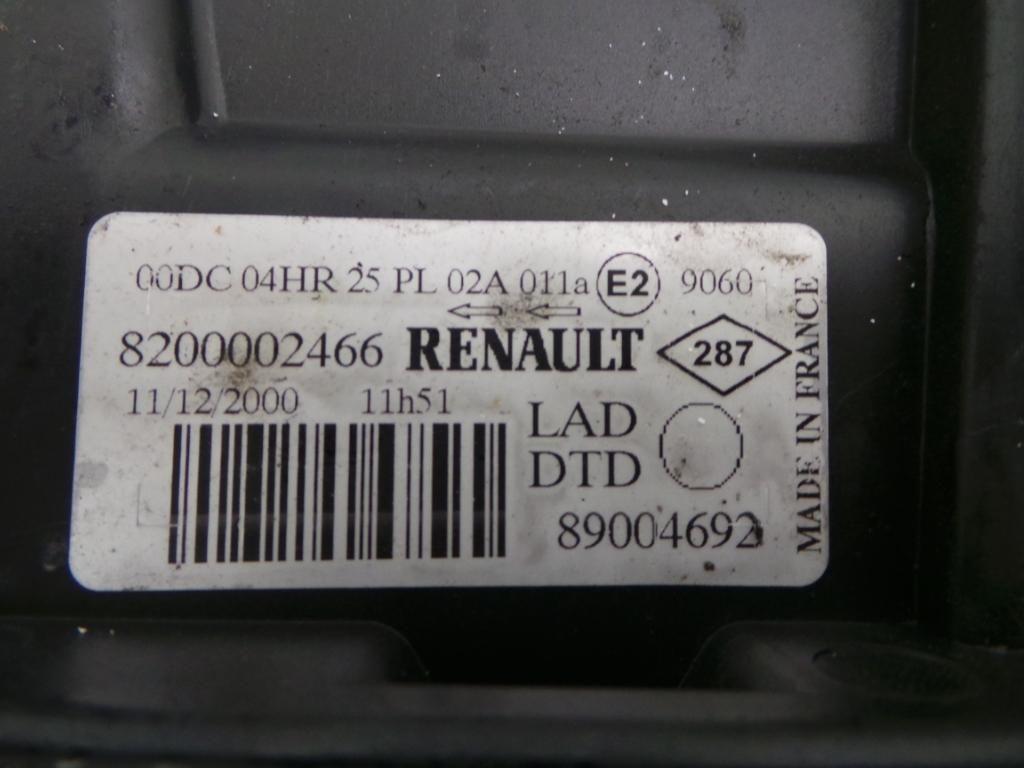 00DC 04HR 25 PL 02A 011a E2 9060
8200002466 RENAULT 287
11/12/2000 11h51
LAD
DTD
89004692
MADE IN FRANCE